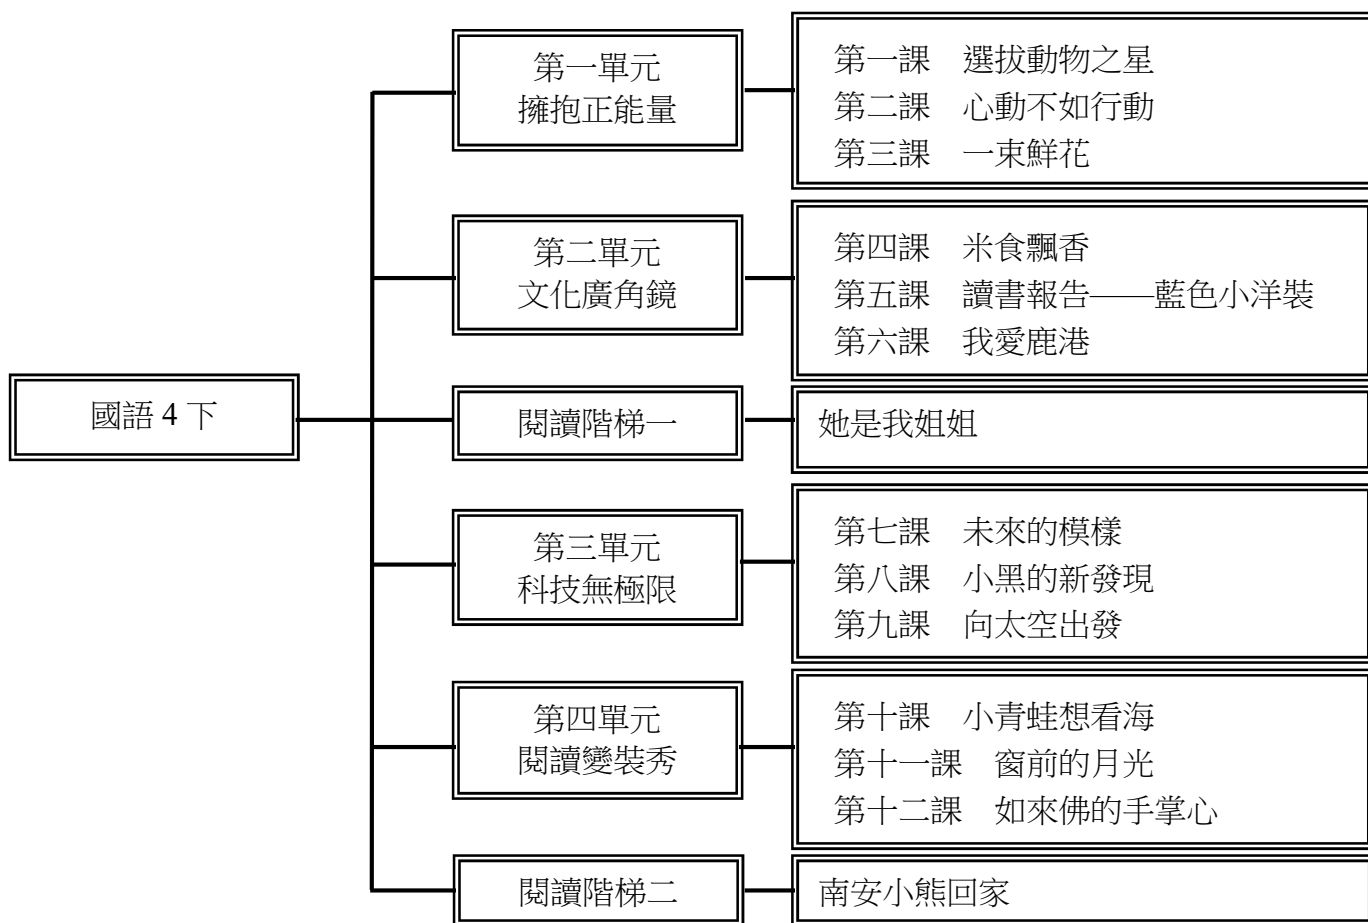 國語 4 下
第一單元
擁抱正能量
第一課　選拔動物之星
第二課　心動不如行動
第三課　一束鮮花
第二單元
文化廣角鏡
第四課　米食飄香
第五課　讀書報告——藍色小洋裝
第六課　我愛鹿港
閱讀階梯一
她是我姐姐
第三單元
科技無極限
第七課　未來的模樣
第八課　小黑的新發現
第九課　向太空出發
第四單元
閱讀變裝秀
第十課　小青蛙想看海
第十一課　窗前的月光
第十二課　如來佛的手掌心
閱讀階梯二
南安小熊回家